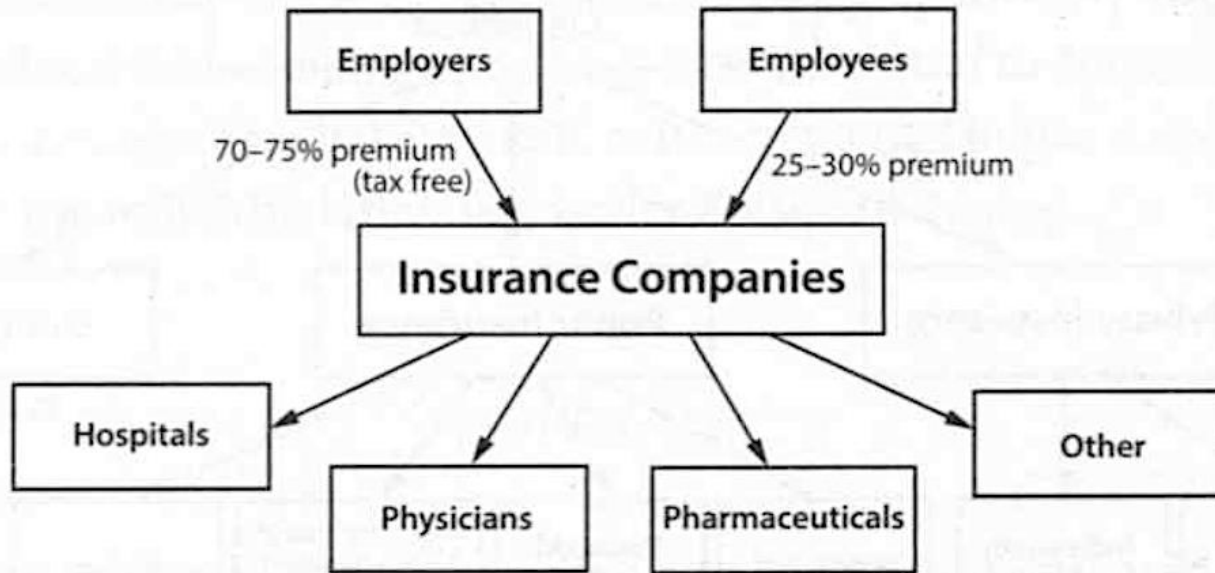 Employers
Employees
70–75% premium
(tax free)
25–30% premium
Insurance Companies
Hospitals
Other
Physicians
Pharmaceuticals